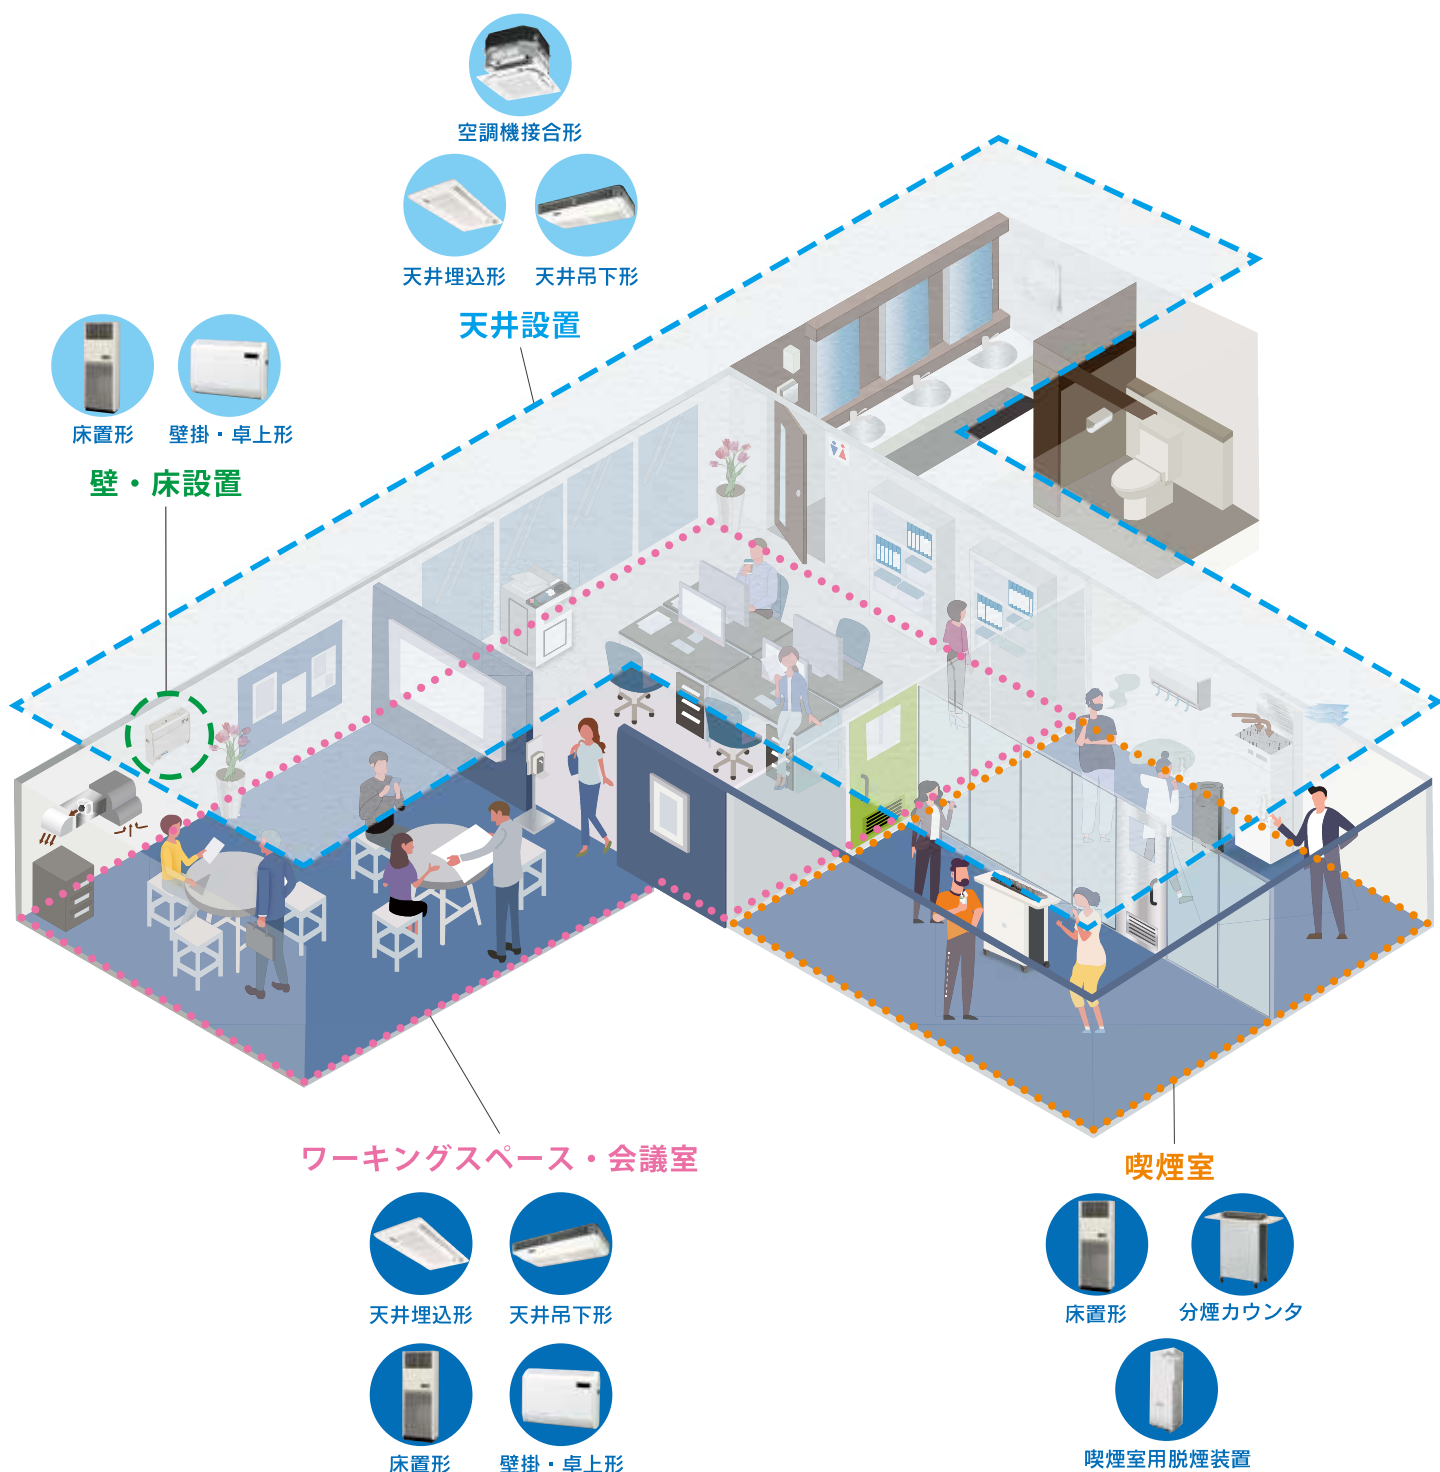 空調機接合形
天井埋込形
天井吊下形
天井設置
床置形
壁掛・卓上形
壁・床設置
ワーキングスペース・会議室
天井埋込形
天井吊下形
床置形
壁掛・卓上形
喫煙室
床置形
分煙カウンタ
喫煙室用脱煙装置